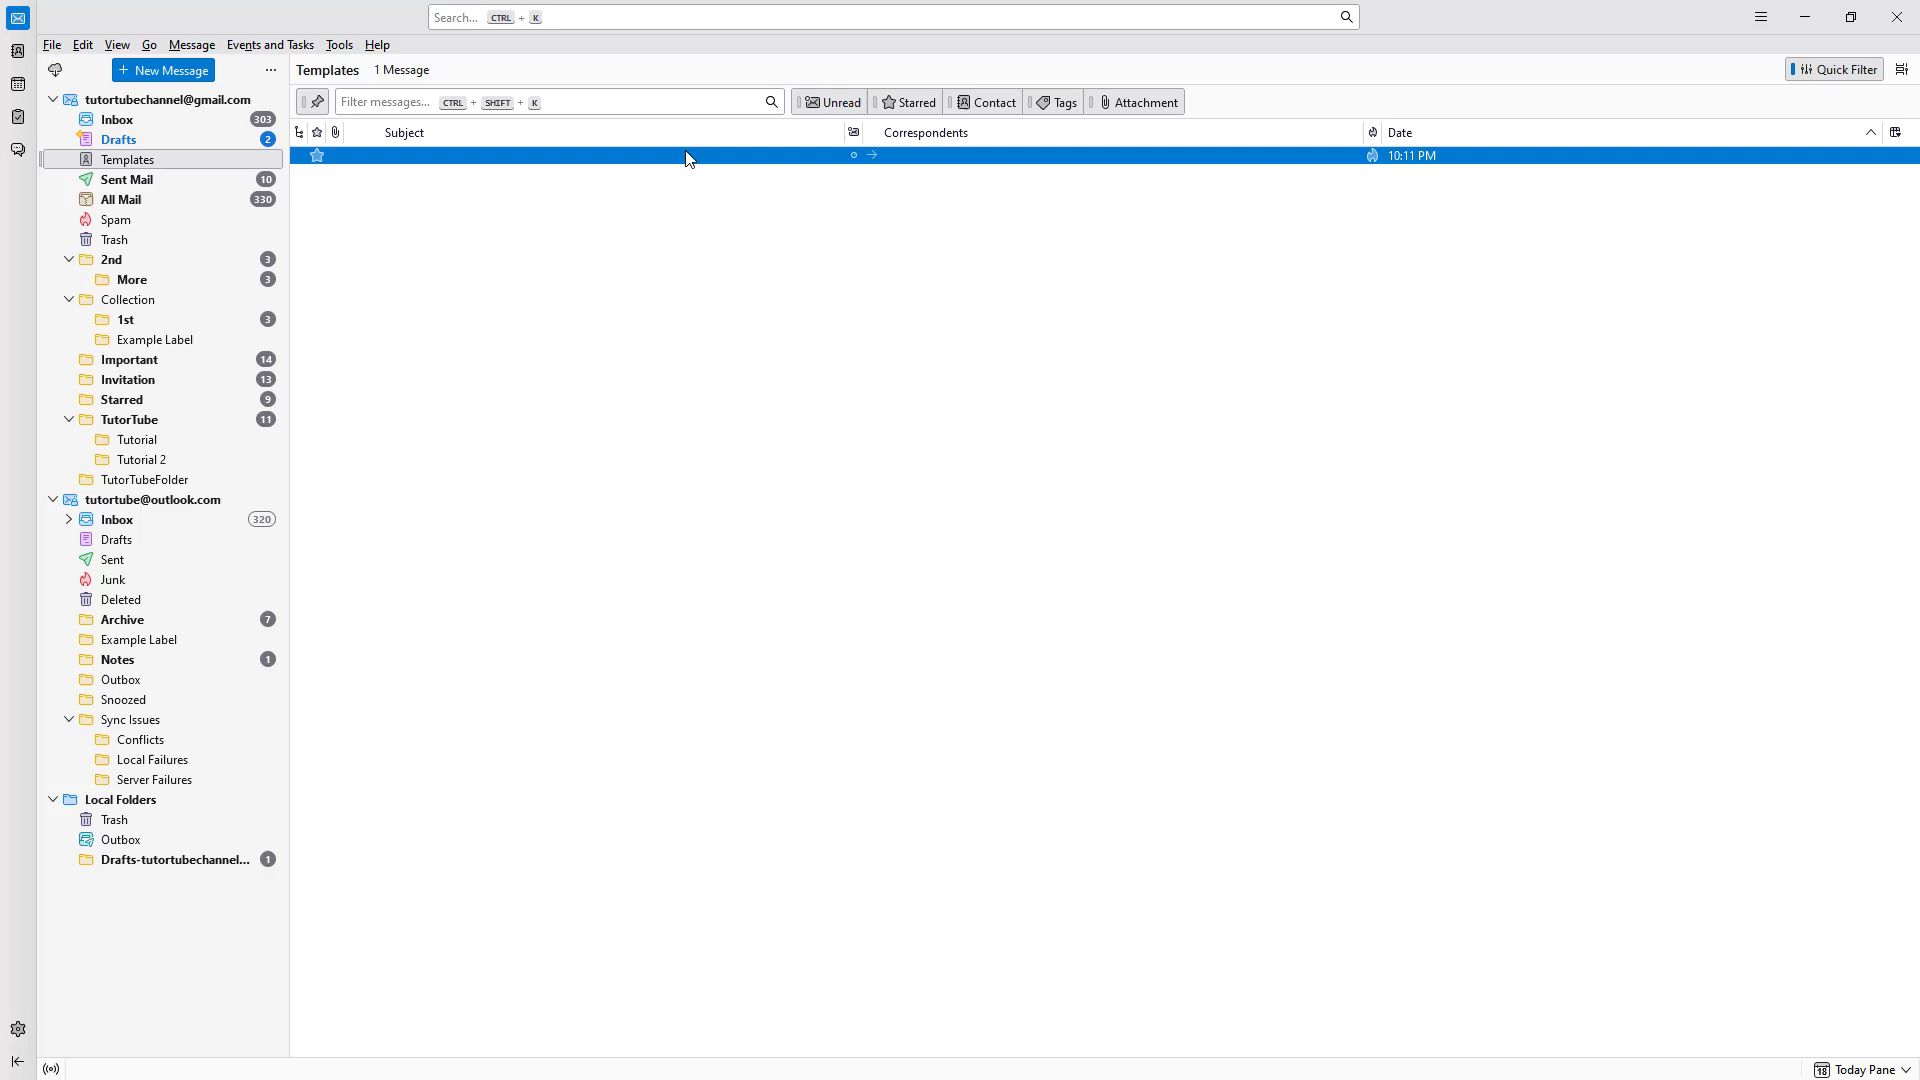 Search... CTRL + K
File Edit View Go Message Events and Tasks Tools Help
+ New Message ...
tutortubechannel@gmail.com
Inbox 303
Drafts 2
Templates
Sent Mail 10
All Mail 330
Spam
Trash
2nd 3
More 3
Collection
1st 3
Example Label
Important 14
Invitation 13
Starred 9
TutorTube 11
Tutorial
Tutorial 2
TutorTubeFolder
tutortube@outlook.com
Inbox 320
Drafts
Sent
Junk
Deleted
Archive 7
Example Label
Notes 1
Outbox
Snoozed
Sync Issues
Conflicts
Local Failures
Server Failures
Local Folders
Trash
Outbox
Drafts-tutortubechannel... 1
Templates 1 Message Quick Filter
Filter messages... CTRL + SHIFT + K Unread Starred Contact Tags Attachment
Subject Correspondents Date
10:11 PM
18 Today Pane